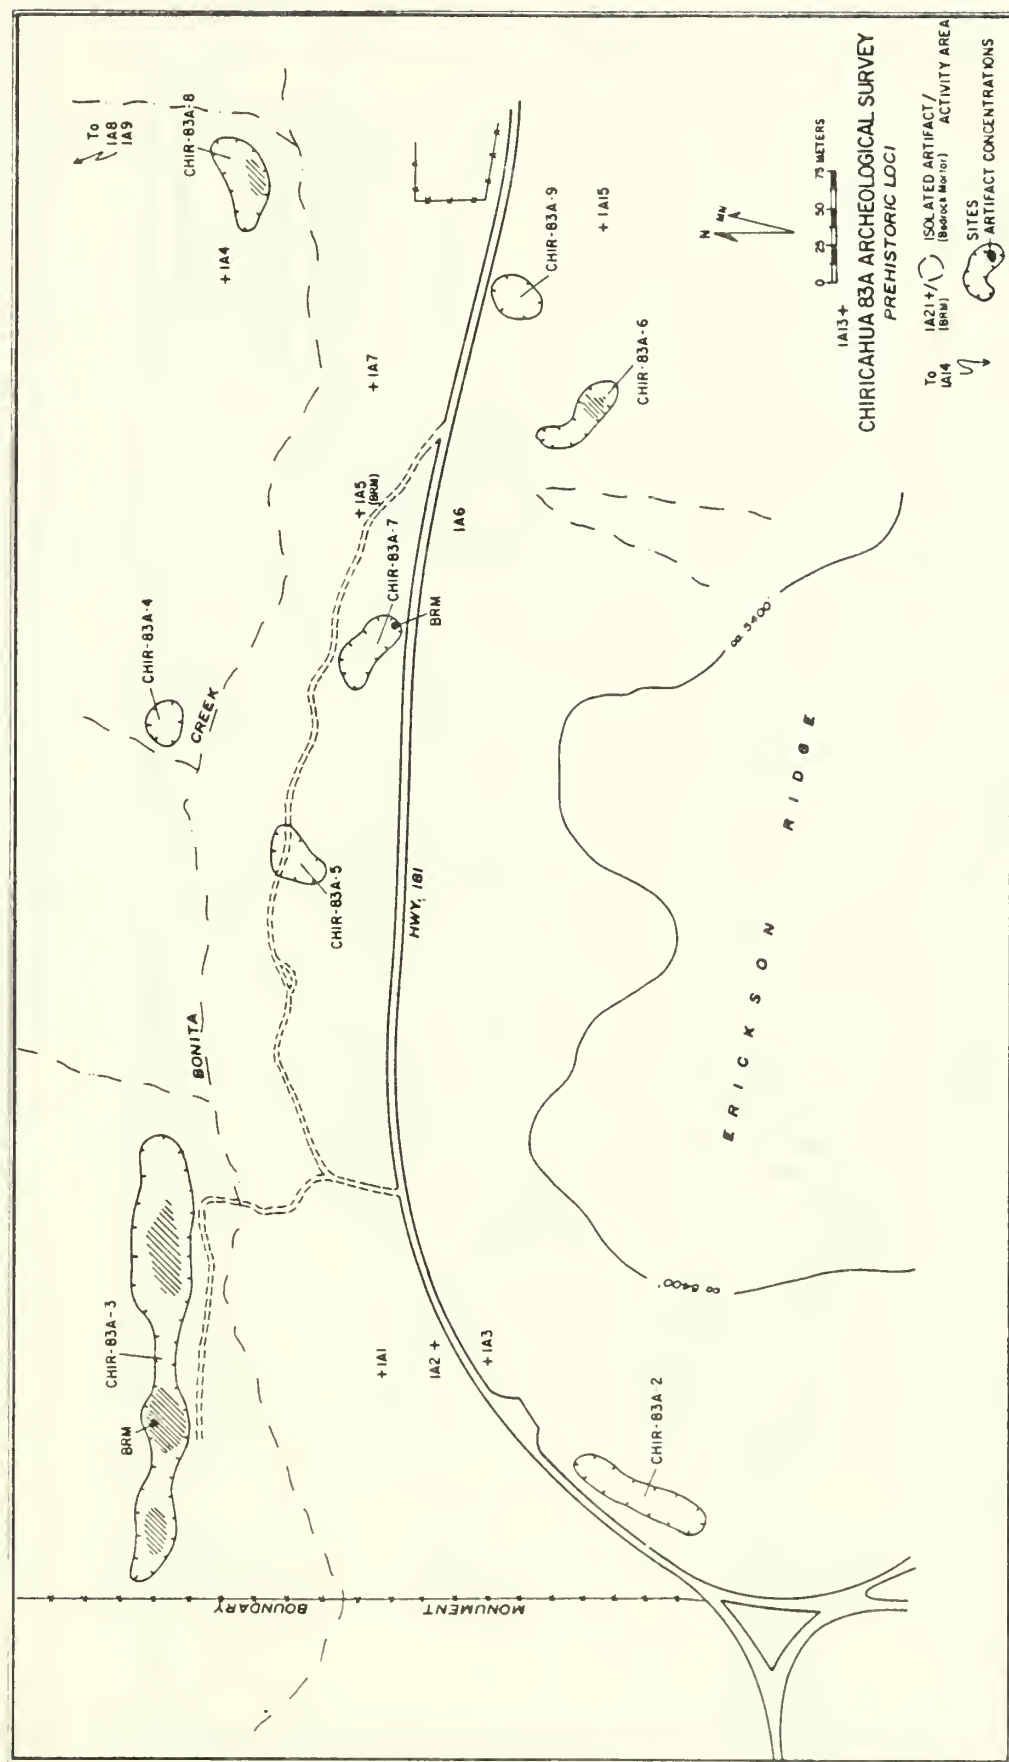 To
IA8
IA9
CHIR-83A-8
+ IA4
CHIR-83A-4
CREEK
BONITA
CHIR-83A-3
BRM
BOUNDARY
MONUMENT
+ IA7
+ IA5
(BRM)
CHIR-83A-7
BRM
IA6
CHIR-83A-5
HWY, 181
+ IA1
IA2 +
+ IA3
CHIR-83A-2
CHIR-83A-9
+ IA15
CHIR-83A-6
∞ 5400'
∞ 5400'
ERICKSON RIDGE
N
MN
0 25 50 75 METERS
IA13 +
CHIRICAHUA 83A ARCHEOLOGICAL SURVEY
PREHISTORIC LOCI
To
IA14
IA21 +/
(BRM)
ISOLATED ARTIFACT/
(Bedrock Mortar) ACTIVITY AREA
SITES
ARTIFACT CONCENTRATIONS